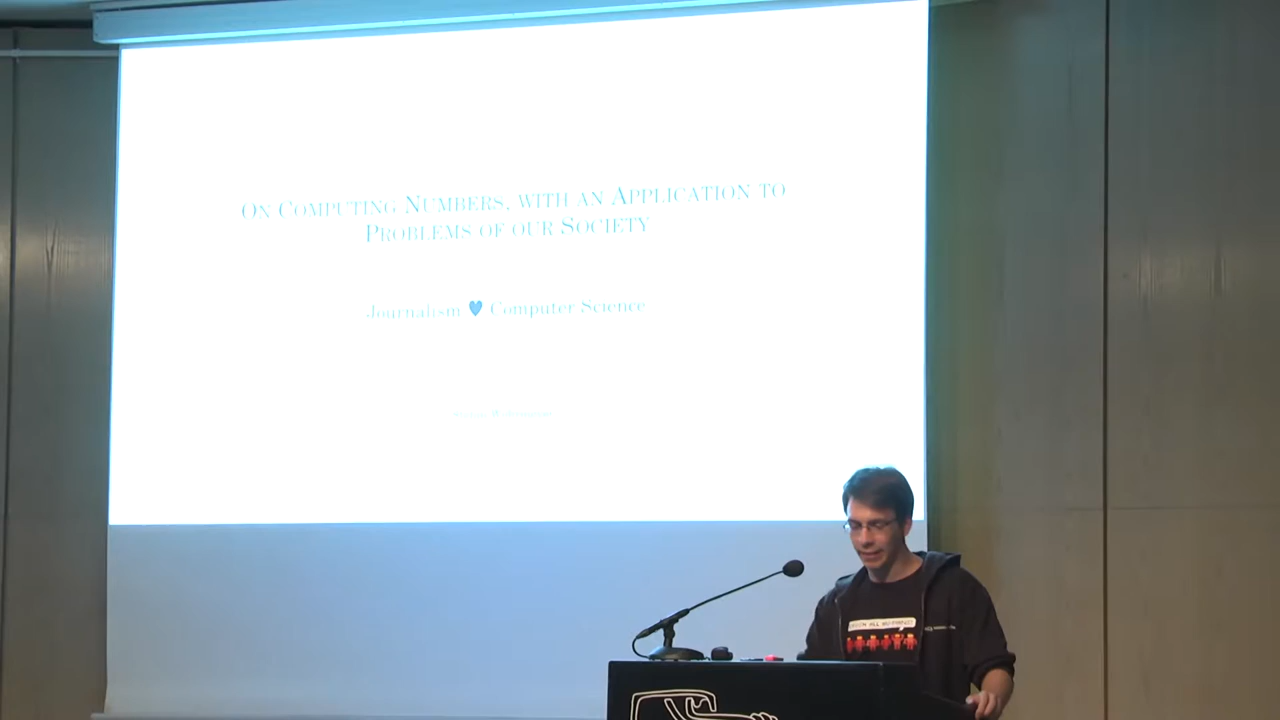 On Computing Numbers, with an Application to
Problems of our Society
Journalism ♥ Computer Science